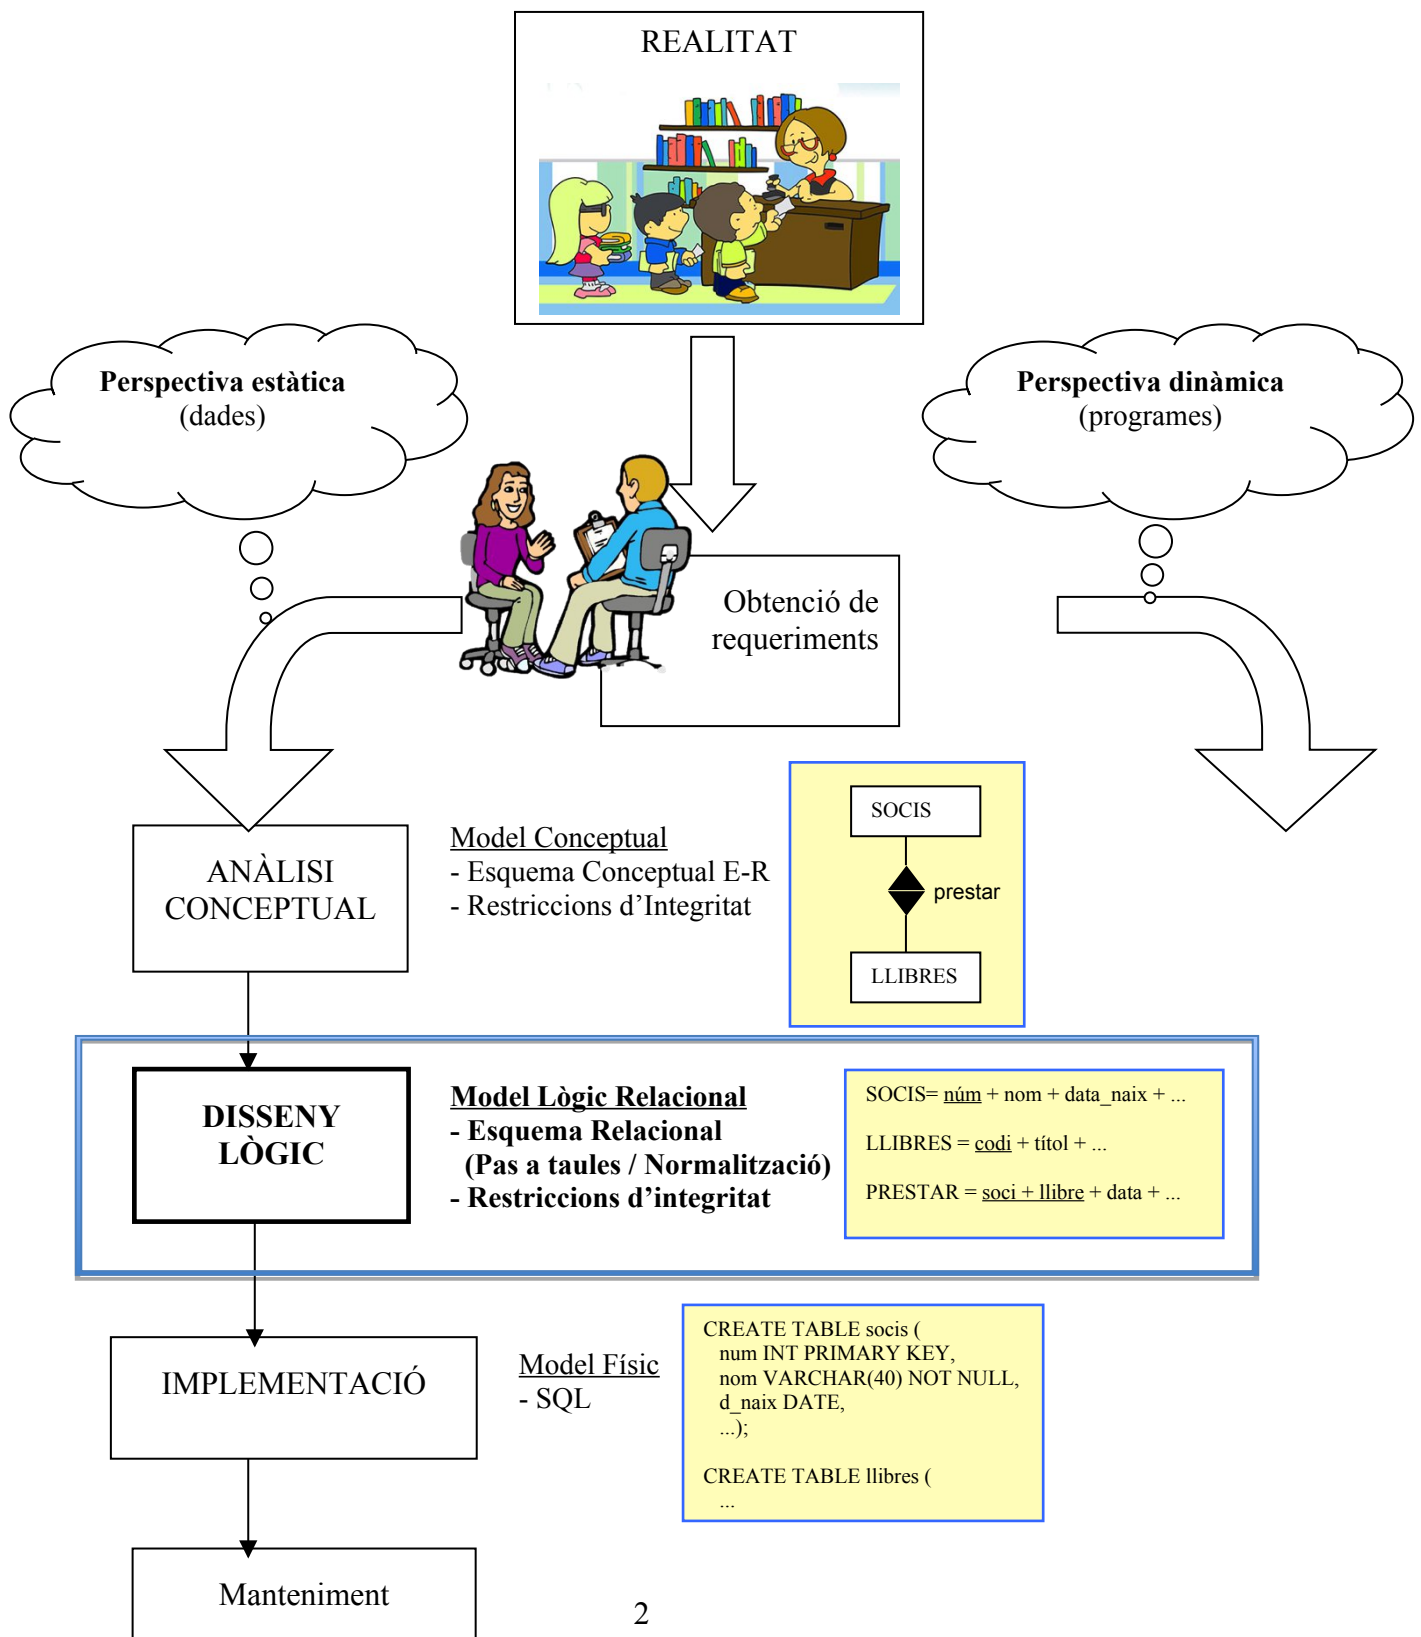 REALITAT
Perspectiva estàtica
(dades)
Perspectiva dinàmica
(programes)
Obtenció de
requeriments
ANÀLISI
CONCEPTUAL
Model Conceptual
- Esquema Conceptual E-R
- Restriccions d’Integritat
SOCIS
prestar
LLIBRES
DISSENY
LÒGIC
Model Lògic Relacional
- Esquema Relacional
(Pas a taules / Normalització)
- Restriccions d’integritat
SOCIS= núm + nom + data_naix + ...
LLIBRES = codi + títol + ...
PRESTAR = soci + llibre + data + ...
IMPLEMENTACIÓ
Model Físic
- SQL
CREATE TABLE socis (
num INT PRIMARY KEY,
nom VARCHAR(40) NOT NULL,
d_naix DATE,
...);
CREATE TABLE llibres (
...
Manteniment
2